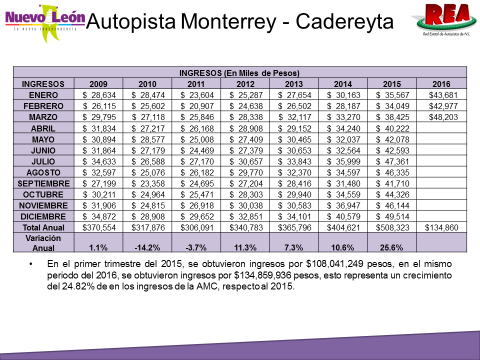 Nuevo León
Autopista Monterrey - Cadereyta
REA
Red Estatal de Autopistas de N.L.
INGRESOS (En Miles de Pesos)
INGRESOS 2009 2010 2011 2012 2013 2014 2015 2016
ENERO $ 28,634 $ 28,474 $ 23,604 $ 25,287 $ 27,654 $ 30,163 $ 35,567 $43,681
FEBRERO $ 26,115 $ 25,602 $ 20,907 $ 24,638 $ 26,502 $ 28,187 $ 34,049 $42,977
MARZO $ 29,795 $ 27,118 $ 25,846 $ 28,338 $ 32,117 $ 33,270 $ 38,425 $48,203
ABRIL $ 31,834 $ 27,217 $ 26,168 $ 28,908 $ 29,152 $ 34,240 $ 40,222
MAYO $ 30,894 $ 28,577 $ 25,008 $ 27,409 $ 30,465 $ 32,037 $ 42,078
JUNIO $ 31,864 $ 27,179 $ 24,469 $ 27,379 $ 30,653 $ 32,564 $ 42,593
JULIO $ 34,633 $ 26,588 $ 27,170 $ 30,657 $ 33,843 $ 35,999 $ 47,361
AGOSTO $ 32,597 $ 25,076 $ 26,182 $ 29,770 $ 32,370 $ 34,597 $ 46,335
SEPTIEMBRE $ 27,199 $ 23,358 $ 24,695 $ 27,204 $ 28,416 $ 31,480 $ 41,710
OCTUBRE $ 30,211 $ 24,964 $ 25,471 $ 28,303 $ 29,940 $ 34,559 $ 44,326
NOVIEMBRE $ 31,906 $ 24,815 $ 26,918 $ 30,038 $ 30,583 $ 36,947 $ 46,144
DICIEMBRE $ 34,872 $ 28,908 $ 29,652 $ 32,851 $ 34,101 $ 40,579 $ 49,514
Total Anual $370,554 $317,876 $306,091 $340,783 $365,796 $404,621 $508,323 $134,860
Variación
Anual 1.1% -14.2% -3.7% 11.3% 7.3% 10.6% 25.6%
• En el primer trimestre del 2015, se obtuvieron ingresos por $108,041,249 pesos, en el mismo
periodo del 2016, se obtuvieron ingresos por $134,859,936 pesos, esto representa un crecimiento
del 24.82% de en los ingresos de la AMC, respecto al 2015.